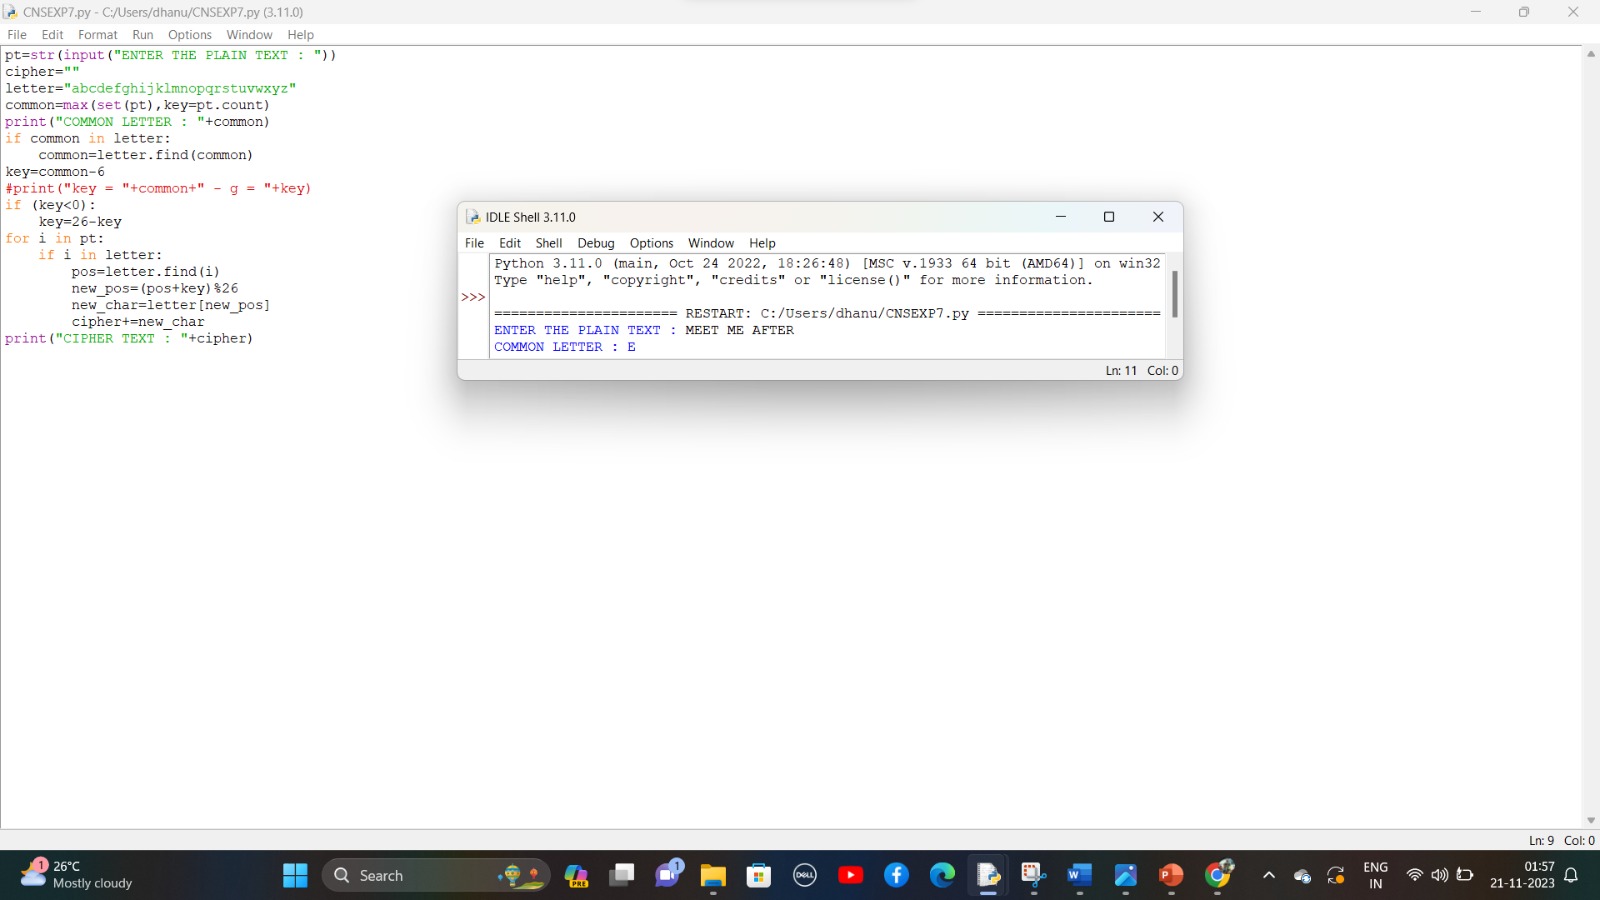 CNSEXP7.py - C:/Users/dhanu/CNSEXP7.py (3.11.0)
File Edit Format Run Options Window Help
pt=str(input("ENTER THE PLAIN TEXT : "))
cipher=""
letter="abcdefghijklmnopqrstuvwxyz"
common=max(set(pt),key=pt.count)
print("COMMON LETTER : "+common)
if common in letter:
    common=letter.find(common)
key=common-6
#print("key = "+common+" - g = "+key)
if (key<0):
    key=26-key
for i in pt:
    if i in letter:
        pos=letter.find(i)
        new_pos=(pos+key)%26
        new_char=letter[new_pos]
        cipher+=new_char
print("CIPHER TEXT : "+cipher)
IDLE Shell 3.11.0
File Edit Shell Debug Options Window Help
Python 3.11.0 (main, Oct 24 2022, 18:26:48) [MSC v.1933 64 bit (AMD64)] on win32
Type "help", "copyright", "credits" or "license()" for more information.
>>>
====================== RESTART: C:/Users/dhanu/CNSEXP7.py ======================
ENTER THE PLAIN TEXT : MEET ME AFTER
COMMON LETTER : E
Ln: 11 Col: 0
Ln: 9 Col: 0
1
26°C
Mostly cloudy
Search
PRE
1
DELL
W
P
ENG
IN
01:57
21-11-2023